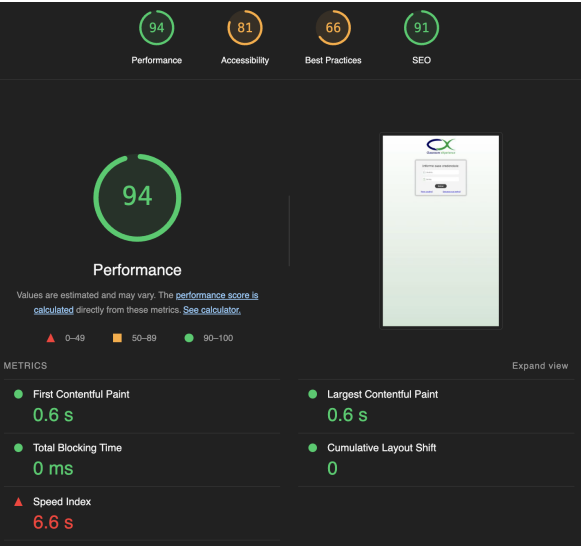 94 81 66 91
Performance Accessibility Best Practices SEO
94
Performance
Values are estimated and may vary. The performance score is
calculated directly from these metrics. See calculator.
0–49 50–89 90–100
METRICS
Expand view
First Contentful Paint
0.6 s
Largest Contentful Paint
0.6 s
Total Blocking Time
0 ms
Cumulative Layout Shift
0
Speed Index
6.6 s